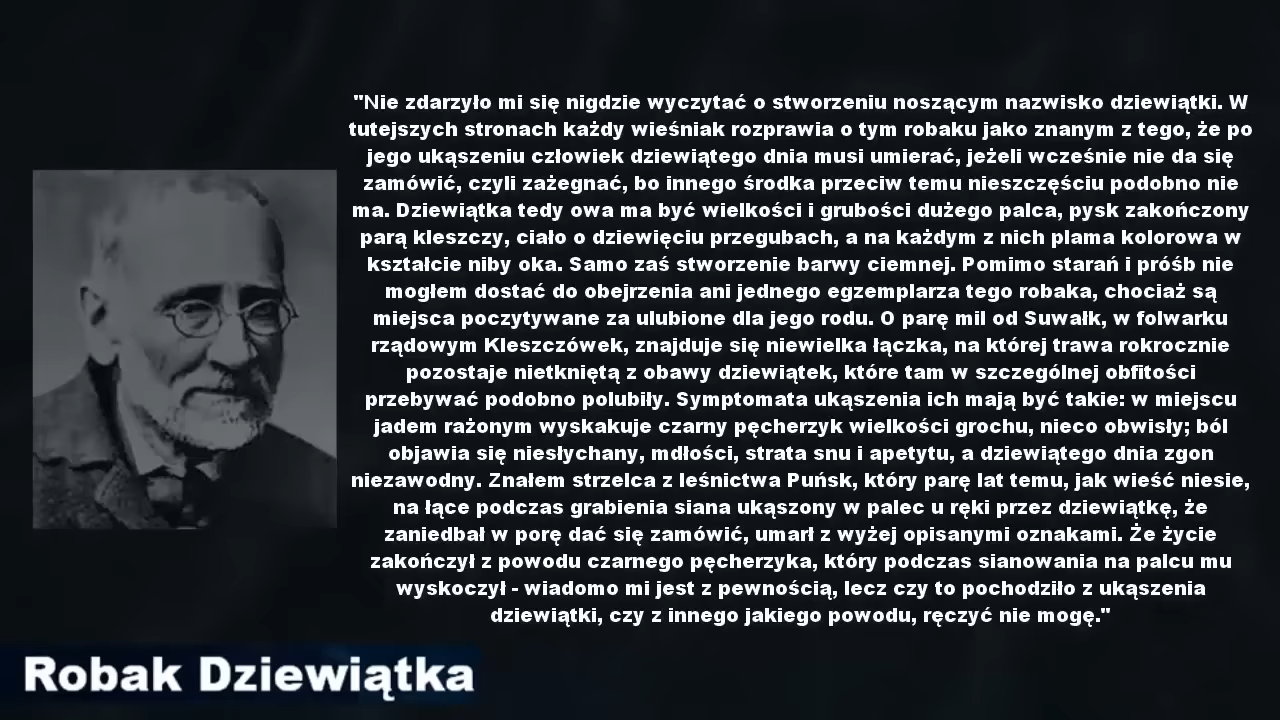 "Nie zdarzyło mi się nigdzie wyczytać o stworzeniu noszącym nazwisko dziewiątki. W
tutejszych stronach każdy wieśniak rozprawia o tym robaku jako znanym z tego, że po
jego ukąszeniu człowiek dziewiątego dnia musi umierać, jeżeli wcześnie nie da się
zamówić, czyli zażegnać, bo innego środka przeciw temu nieszczęściu podobno nie
ma. Dziewiątka tedy owa ma być wielkości i grubości dużego palca, pysk zakończony
parą kleszczy, ciało o dziewięciu przegubach, a na każdym z nich plama kolorowa w
kształcie niby oka. Samo zaś stworzenie barwy ciemnej. Pomimo starań i próśb nie
mogłem dostać do obejrzenia ani jednego egzemplarza tego robaka, chociaż są
miejsca poczytywane za ulubione dla jego rodu. O parę mil od Suwałk, w folwarku
rządowym Kleszczówek, znajduje się niewielka łączka, na której trawa rokrocznie
pozostaje nietkniętą z obawy dziewiątek, które tam w szczególnej obfitości
przebywać podobno polubiły. Symptomata ukąszenia ich mają być takie: w miejscu
jadem rażonym wyskakuje czarny pęcherzyk wielkości grochu, nieco obwisły; ból
objawia się niesłychany, mdłości, strata snu i apetytu, a dziewiątego dnia zgon
niezawodny. Znałem strzelca z leśnictwa Puńsk, który parę lat temu, jak wieść niesie,
na łące podczas grabienia siana ukąszony w palec u ręki przez dziewiątkę, że
zaniedbał w porę dać się zamówić, umarł z wyżej opisanymi oznakami. Że życie
zakończył z powodu czarnego pęcherzyka, który podczas sianowania na palcu mu
wyskoczył - wiadomo mi jest z pewnością, lecz czy to pochodziło z ukąszenia
dziewiątki, czy z innego jakiego powodu, ręczyć nie mogę."
Robak Dziewiątka